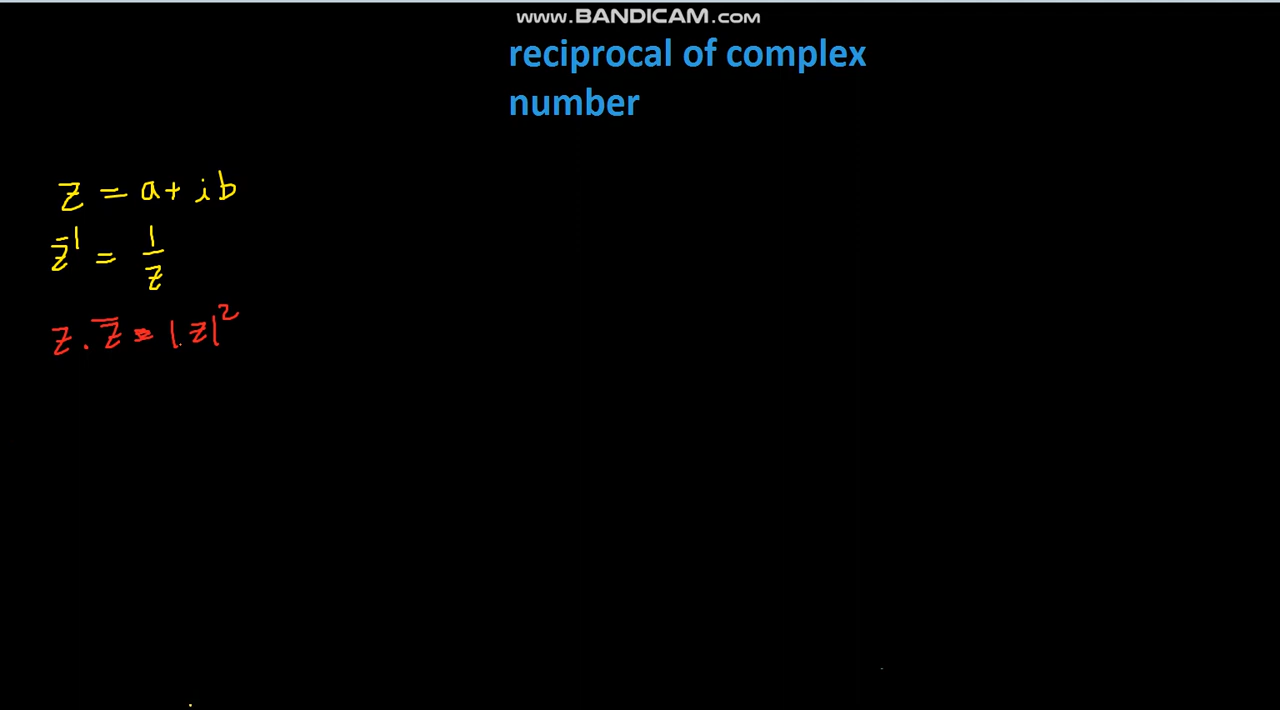 www.BANDICAM.com
reciprocal of complex
number
z = a + ib
z⁻¹ = 1/z
z . z̅ = |z|²